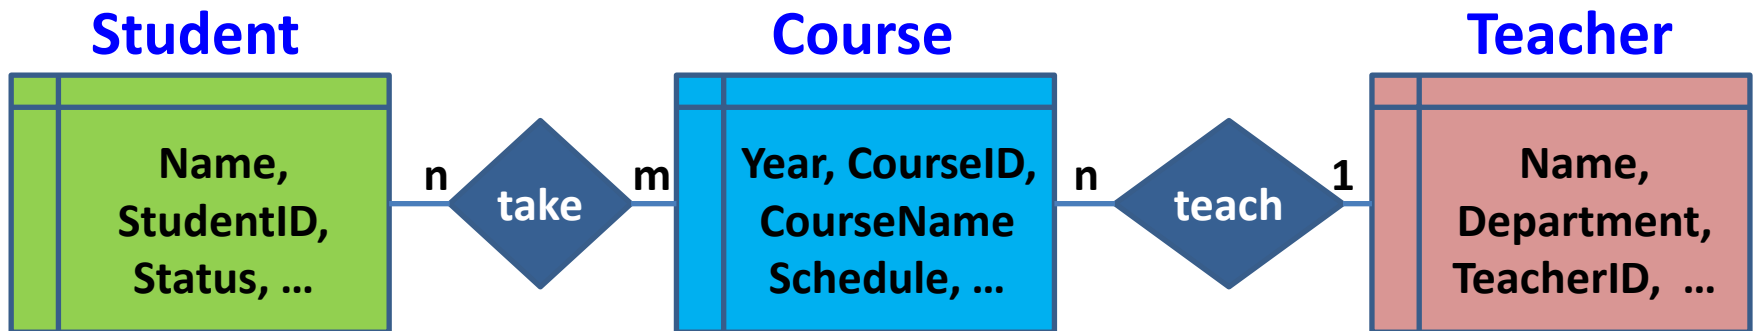 Student
Course
Teacher
Name,
StudentID,
Status, ...
n
take
m
Year, CourseID,
CourseName
Schedule, ...
n
teach
1
Name,
Department,
TeacherID, ...